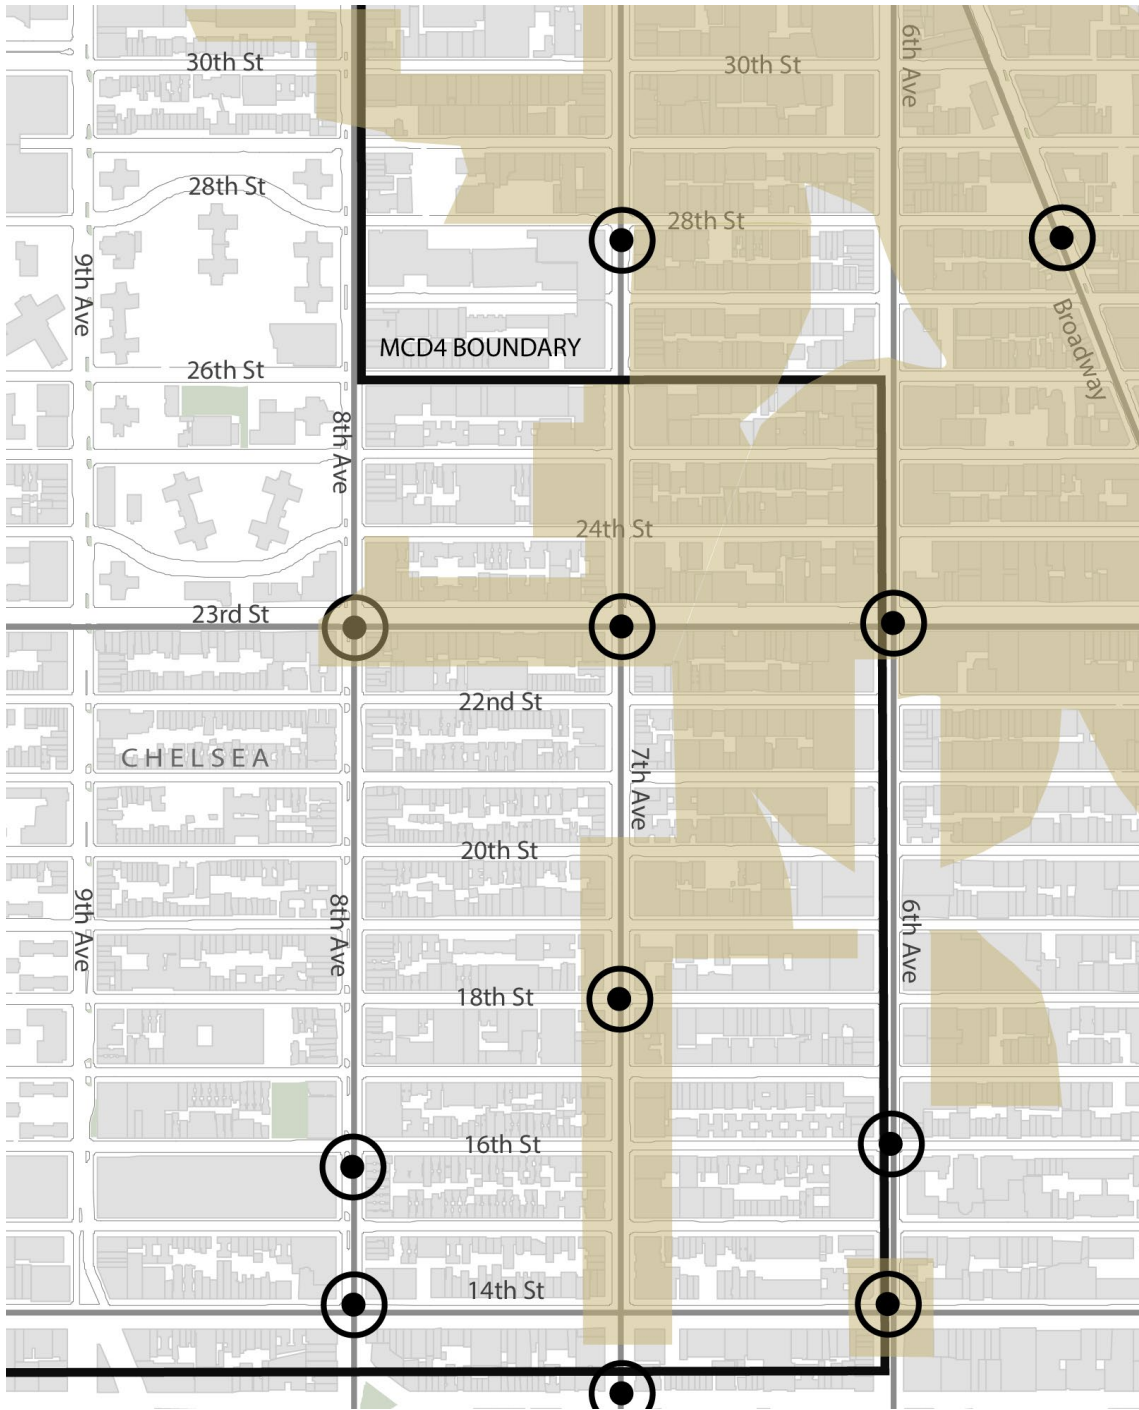 30th St
30th St
6th Ave
28th St
28th St
9th Ave
Broadway
MCD4 BOUNDARY
26th St
8th Ave
24th St
23rd St
22nd St
CHELSEA
7th Ave
20th St
9th Ave
8th Ave
6th Ave
18th St
16th St
14th St